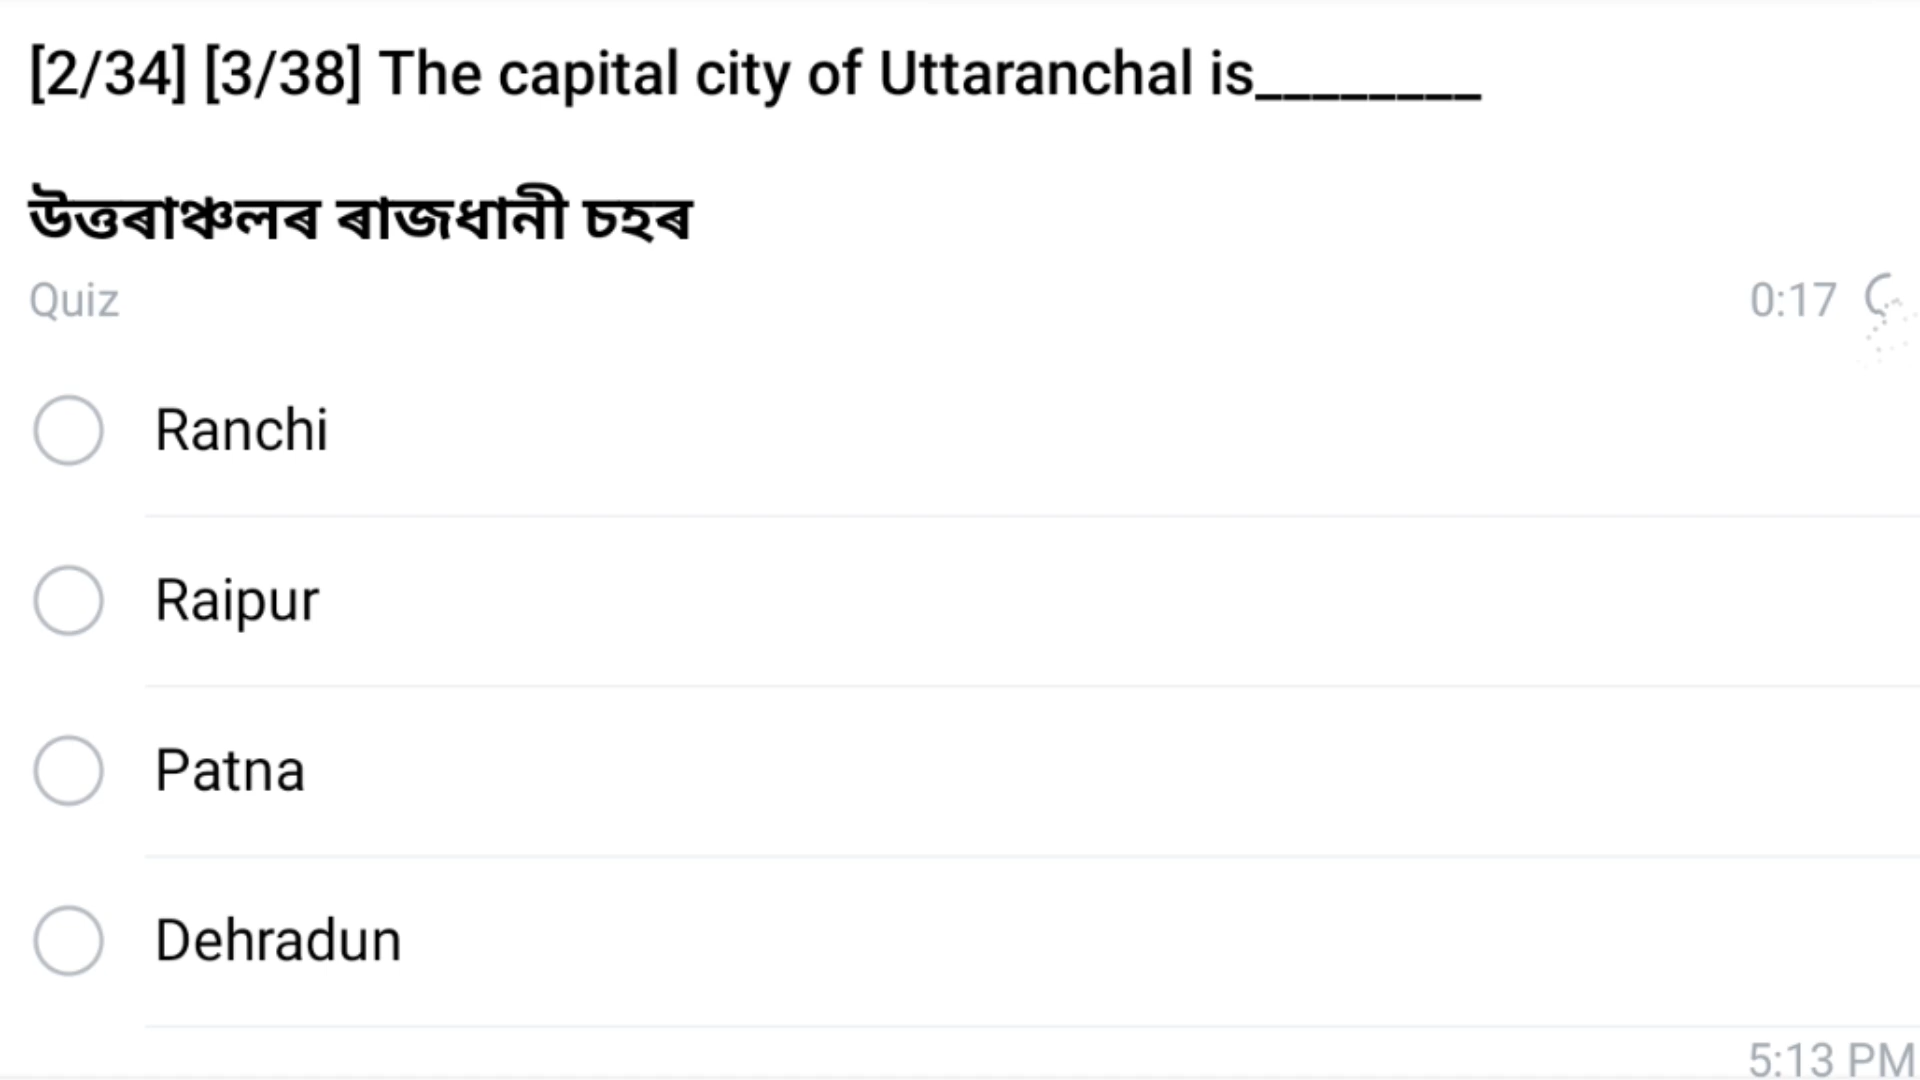 [2/34] [3/38] The capital city of Uttaranchal is________
উত্তৰাঞ্চলৰ ৰাজধানী চহৰ
Quiz
0:17
Ranchi
Raipur
Patna
Dehradun
5:13 PM